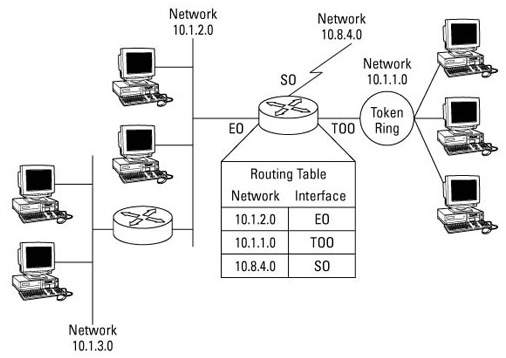 Network
10.1.2.0
Network
10.8.4.0
Network
10.1.1.0
SO
EO
TOO
Token
Ring
Routing Table
Network Interface
10.1.2.0 EO
10.1.1.0 TOO
10.8.4.0 SO
Network
10.1.3.0